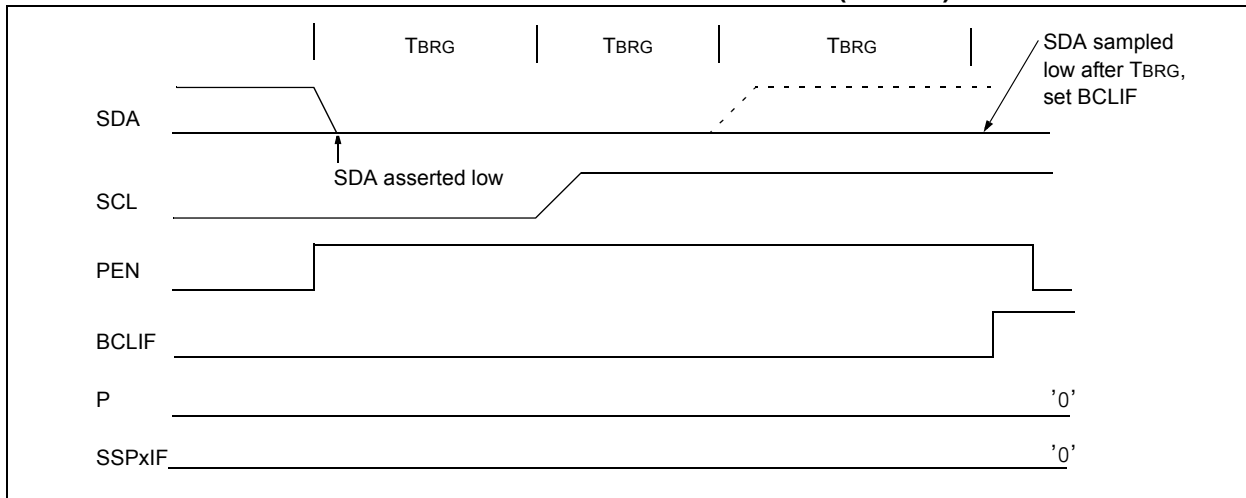 TBRG TBRG TBRG
SDA sampled
low after TBRG,
set BCLIF
SDA
SDA asserted low
SCL
PEN
BCLIF
P
'0'
SSPxIF
'0'